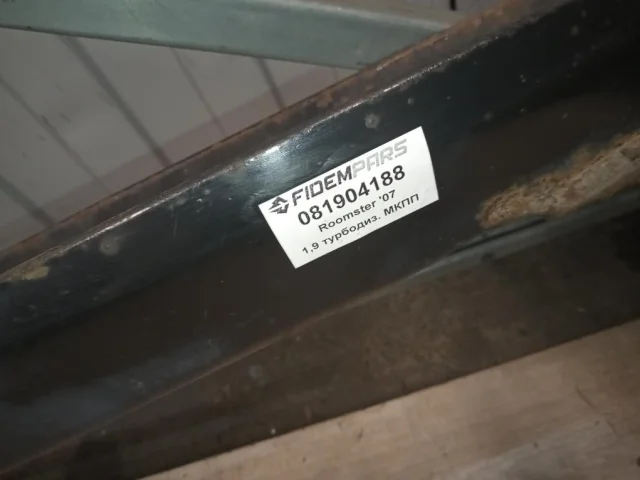 FIDEMPARS
081904188
Roomster '07
1,9 турбодиз. МКПП